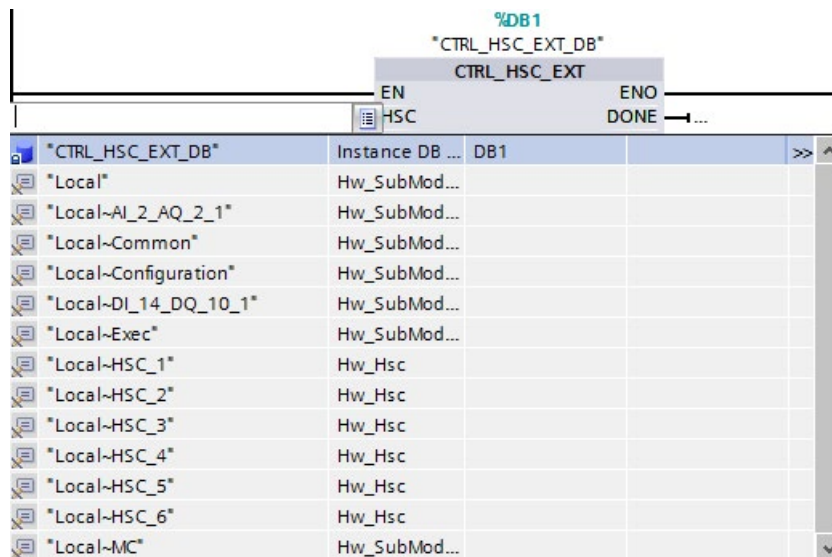 %DB1
"CTRL_HSC_EXT_DB"
CTRL_HSC_EXT
EN ENO
HSC DONE ...
"CTRL_HSC_EXT_DB" Instance DB ... DB1 >>
"Local" Hw_SubMod...
"Local~AI_2_AQ_2_1" Hw_SubMod...
"Local~Common" Hw_SubMod...
"Local~Configuration" Hw_SubMod...
"Local~DI_14_DQ_10_1" Hw_SubMod...
"Local~Exec" Hw_SubMod...
"Local~HSC_1" Hw_Hsc
"Local~HSC_2" Hw_Hsc
"Local~HSC_3" Hw_Hsc
"Local~HSC_4" Hw_Hsc
"Local~HSC_5" Hw_Hsc
"Local~HSC_6" Hw_Hsc
"Local~MC" Hw_SubMod...